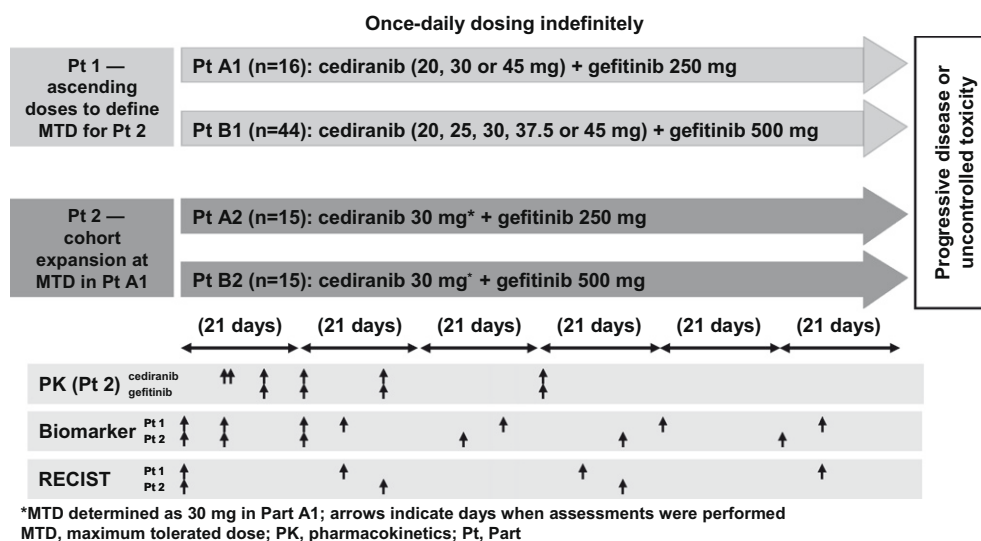 Once-daily dosing indefinitely
Pt 1 —
ascending
doses to define
MTD for Pt 2
Pt A1 (n=16): cediranib (20, 30 or 45 mg) + gefitinib 250 mg
Pt B1 (n=44): cediranib (20, 25, 30, 37.5 or 45 mg) + gefitinib 500 mg
Pt 2 —
cohort
expansion at
MTD in Pt A1
Pt A2 (n=15): cediranib 30 mg* + gefitinib 250 mg
Pt B2 (n=15): cediranib 30 mg* + gefitinib 500 mg
Progressive disease or
uncontrolled toxicity
(21 days) (21 days) (21 days) (21 days) (21 days) (21 days)
PK (Pt 2) cediranib
gefitinib
Biomarker Pt 1
Pt 2
RECIST Pt 1
Pt 2
*MTD determined as 30 mg in Part A1; arrows indicate days when assessments were performed
MTD, maximum tolerated dose; PK, pharmacokinetics; Pt, Part